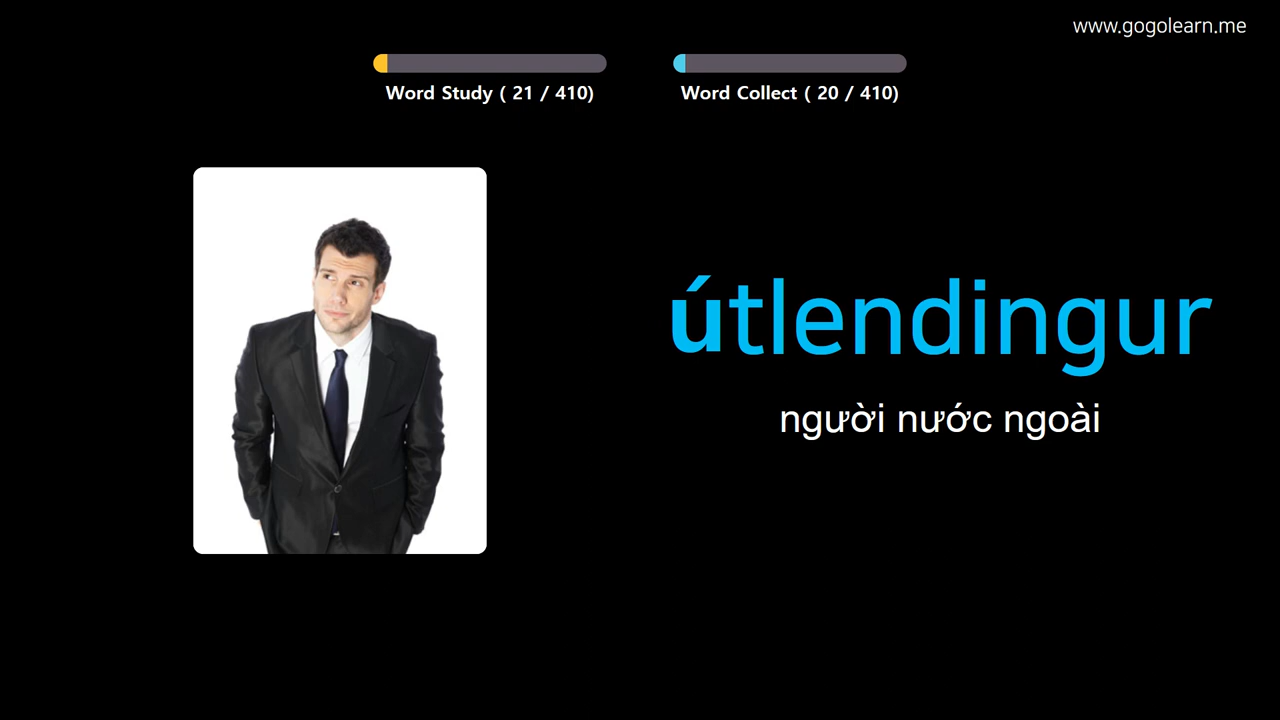 www.gogolearn.me
Word Study ( 21 / 410)
Word Collect ( 20 / 410)
útlendingur
người nước ngoài